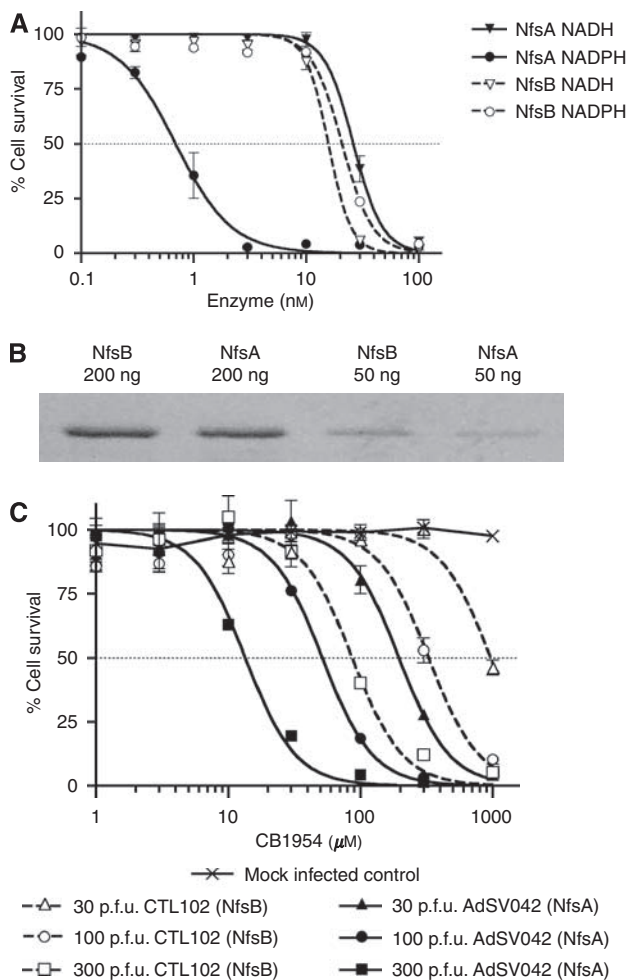 A
100
75
50
25
0
% Cell survival
0.1
1
10
100
Enzyme (nM)
NfsA NADH
NfsA NADPH
NfsB NADH
NfsB NADPH
B
NfsB
200 ng
NfsA
200 ng
NfsB
50 ng
NfsA
50 ng
C
100
75
50
25
0
% Cell survival
1
10
100
1000
CB1954 (μM)
Mock infected control
30 p.f.u. CTL102 (NfsB)
100 p.f.u. CTL102 (NfsB)
300 p.f.u. CTL102 (NfsB)
30 p.f.u. AdSV042 (NfsA)
100 p.f.u. AdSV042 (NfsA)
300 p.f.u. AdSV042 (NfsA)